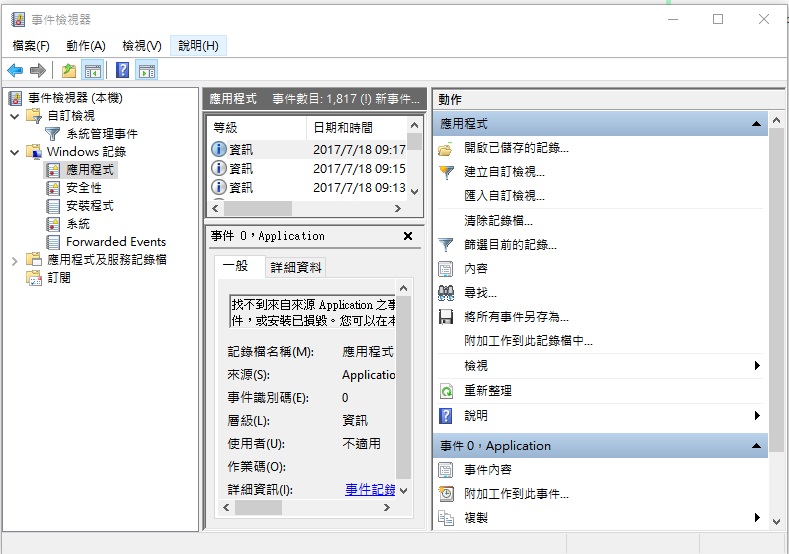 事件檢視器
檔案(F) 動作(A) 檢視(V) 說明(H)
事件檢視器 (本機)
自訂檢視
系統管理事件
Windows 記錄
應用程式
安全性
安裝程式
系統
Forwarded Events
應用程式及服務記錄檔
訂閱
應用程式 事件數目: 1,817 (!) 新事件...
等級 日期和時間
資訊 2017/7/18 09:17
資訊 2017/7/18 09:15
資訊 2017/7/18 09:13
事件 0，Application
一般 詳細資料
找不到來自來源 Application 之事
件，或安裝已損毀。您可以在本
記錄檔名稱(M): 應用程式
來源(S): Applicatio
事件識別碼(E): 0
層級(L): 資訊
使用者(U): 不適用
作業碼(O):
詳細資訊(I): 事件記錄
動作
應用程式
開啟已儲存的記錄...
建立自訂檢視...
匯入自訂檢視...
清除記錄檔...
篩選目前的記錄...
內容
尋找...
將所有事件另存為...
附加工作到此記錄檔中...
檢視
重新整理
說明
事件 0，Application
事件內容
附加工作到此事件...
複製